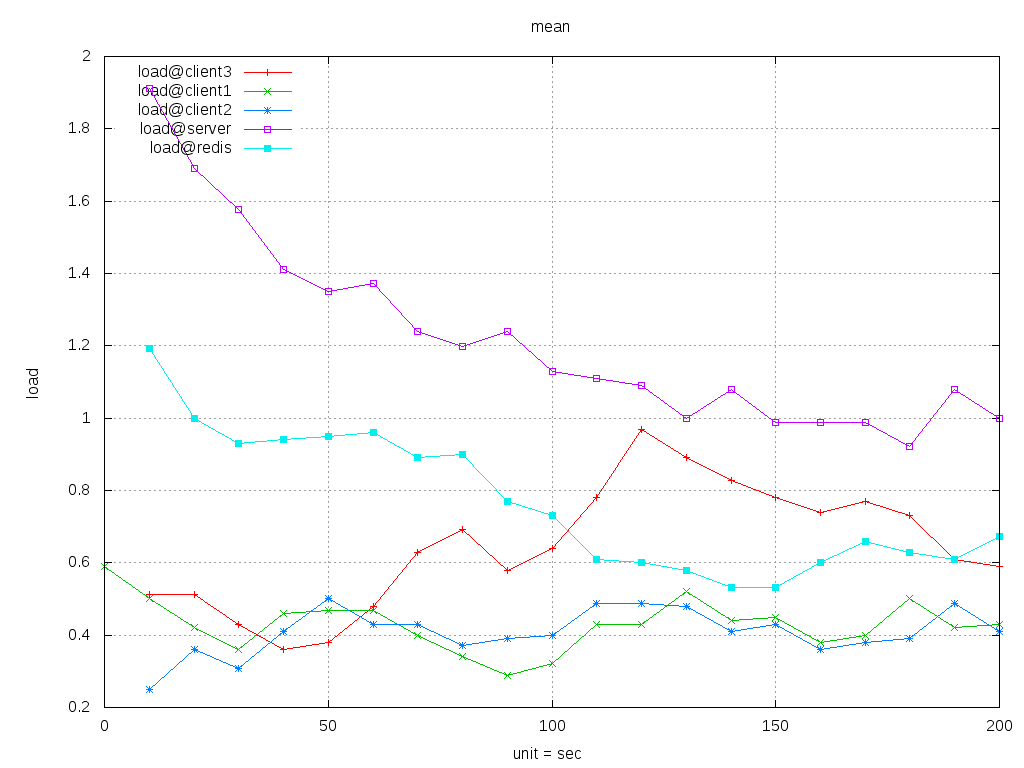 mean
load@client3
load@client1
load@client2
load@server
load@redis
2
1.8
1.6
1.4
1.2
1
0.8
0.6
0.4
0.2
load
0 50 100 150 200
unit = sec